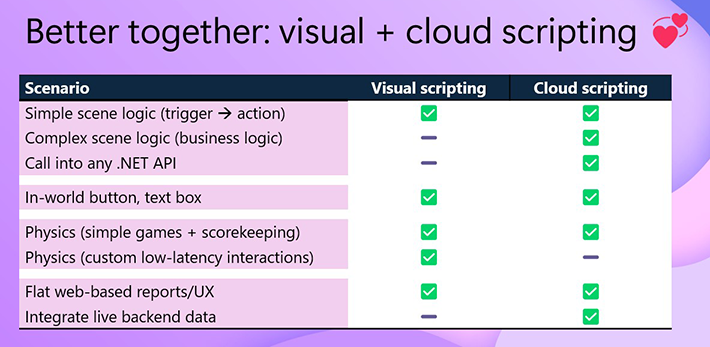 Better together: visual + cloud scripting 💞
Scenario Visual scripting Cloud scripting
Simple scene logic (trigger → action) ✅ ✅
Complex scene logic (business logic) – ✅
Call into any .NET API – ✅
In-world button, text box ✅ ✅
Physics (simple games + scorekeeping) ✅ ✅
Physics (custom low-latency interactions) ✅ –
Flat web-based reports/UX ✅ ✅
Integrate live backend data – ✅